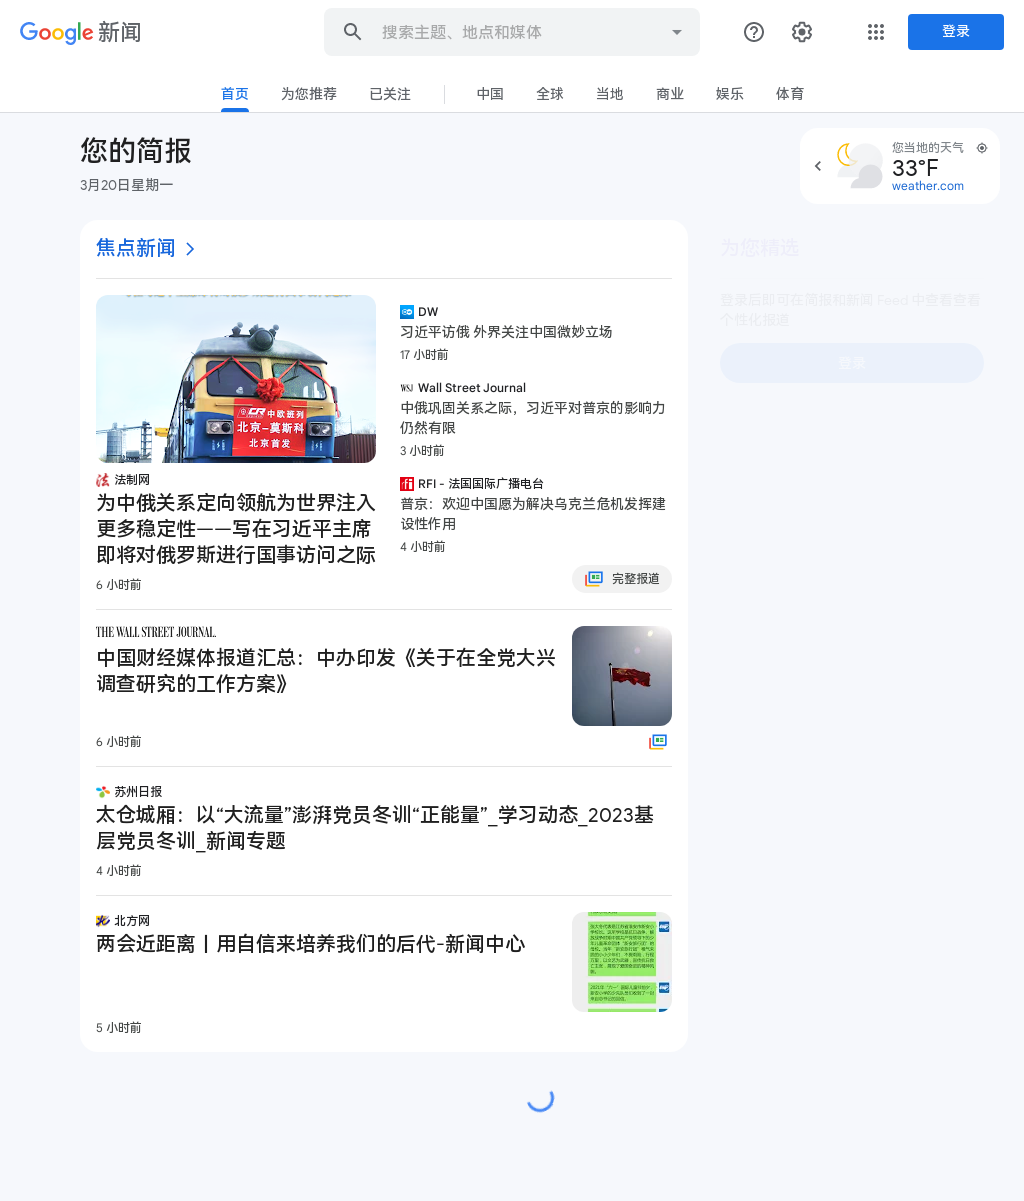 Google 新闻
搜索主题、地点和媒体
登录
首页
为您推荐
已关注
中国
全球
当地
商业
娱乐
体育
您的简报
3月20日星期一
您当地的天气
33°F
weather.com
焦点新闻
中欧班列
北京–莫斯科
北京首发
法制网
为中俄关系定向领航为世界注入
更多稳定性——写在习近平主席
即将对俄罗斯进行国事访问之际
6 小时前
DW
习近平访俄 外界关注中国微妙立场
17 小时前
WSJ
Wall Street Journal
中俄巩固关系之际，习近平对普京的影响力
仍然有限
3 小时前
rfi
RFI - 法国国际广播电台
普京：欢迎中国愿为解决乌克兰危机发挥建
设性作用
4 小时前
完整报道
为您精选
登录后即可在简报和新闻 Feed 中查看查看
个性化报道
登录
THE WALL STREET JOURNAL.
中国财经媒体报道汇总：中办印发《关于在全党大兴
调查研究的工作方案》
6 小时前
苏州日报
太仓城厢：以“大流量”澎湃党员冬训“正能量”_学习动态_2023基
层党员冬训_新闻专题
4 小时前
北方网
两会近距离丨用自信来培养我们的后代-新闻中心
5 小时前